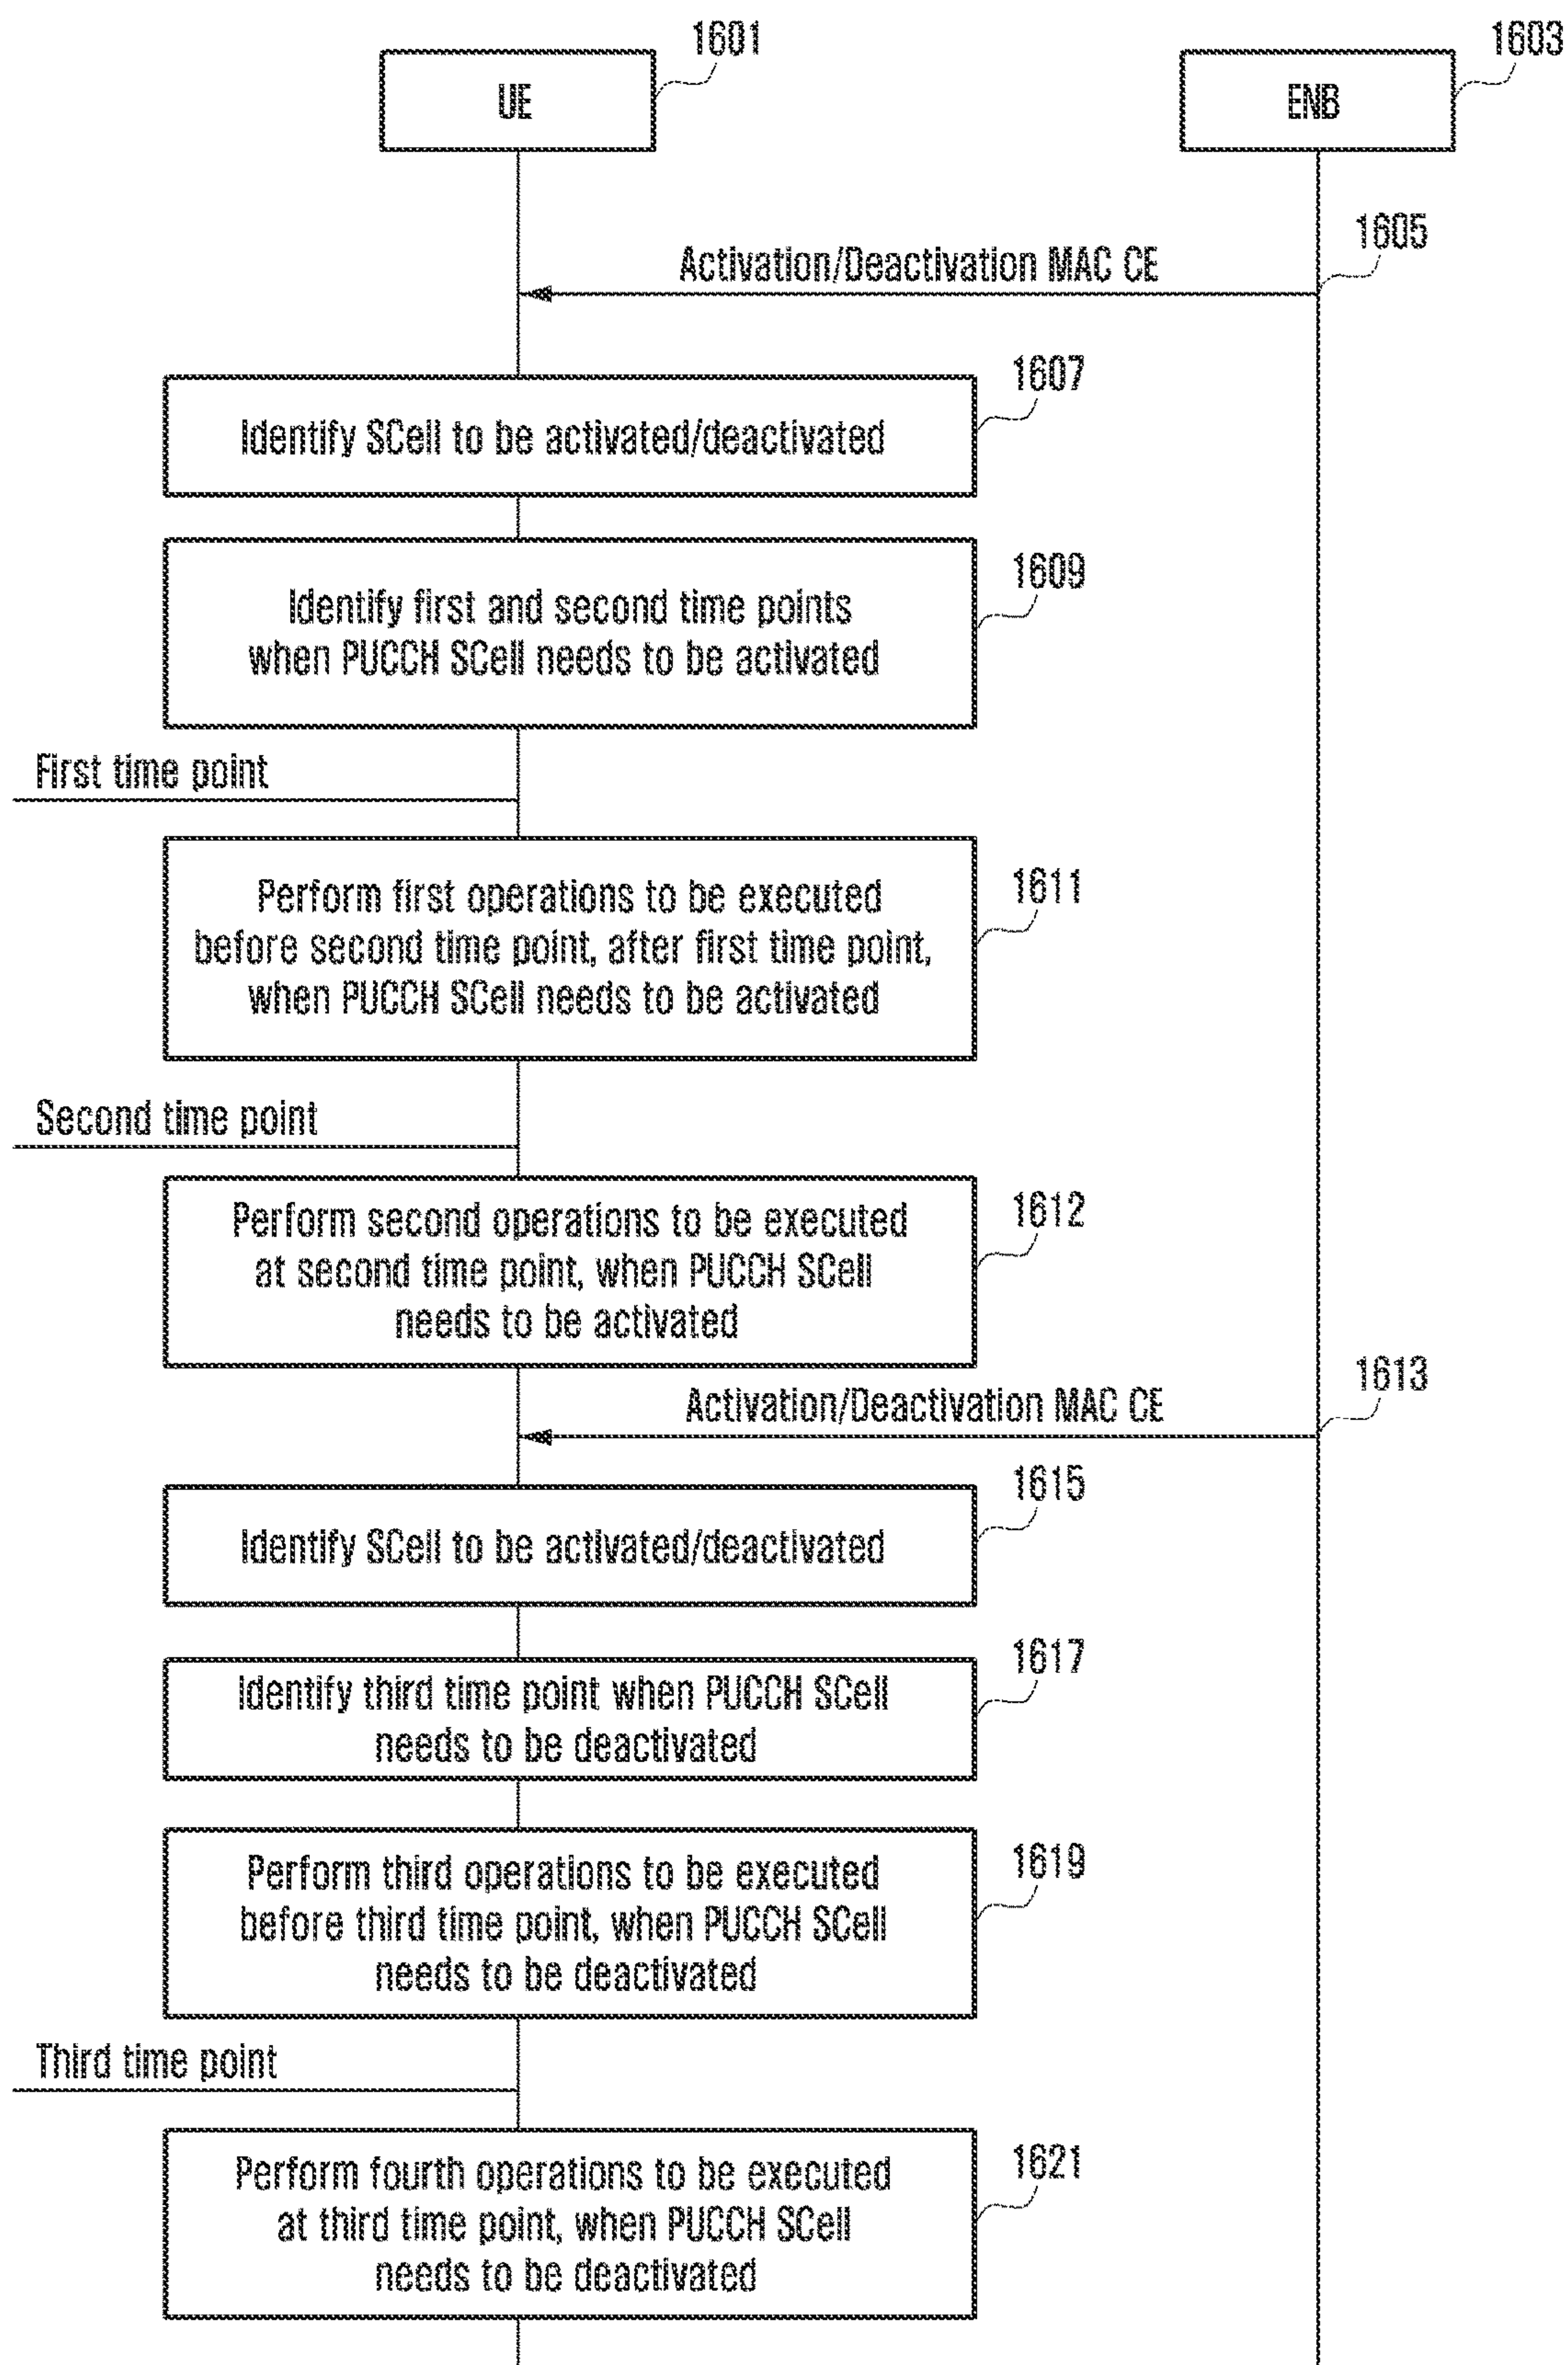 1601
1603
UE
ENB
1605
Activation/Deactivation MAC CE
1607
Identify SCell to be activated/deactivated
1609
Identify first and second time points
when PUCCH SCell needs to be activated
First time point
1611
Perform first operations to be executed
before second time point, after first time point,
when PUCCH SCell needs to be activated
Second time point
1612
Perform second operations to be executed
at second time point, when PUCCH SCell
needs to be activated
1613
Activation/Deactivation MAC CE
1615
Identify SCell to be activated/deactivated
1617
Identify third time point when PUCCH SCell
needs to be deactivated
1619
Perform third operations to be executed
before third time point, when PUCCH SCell
needs to be deactivated
Third time point
1621
Perform fourth operations to be executed
at third time point, when PUCCH SCell
needs to be deactivated